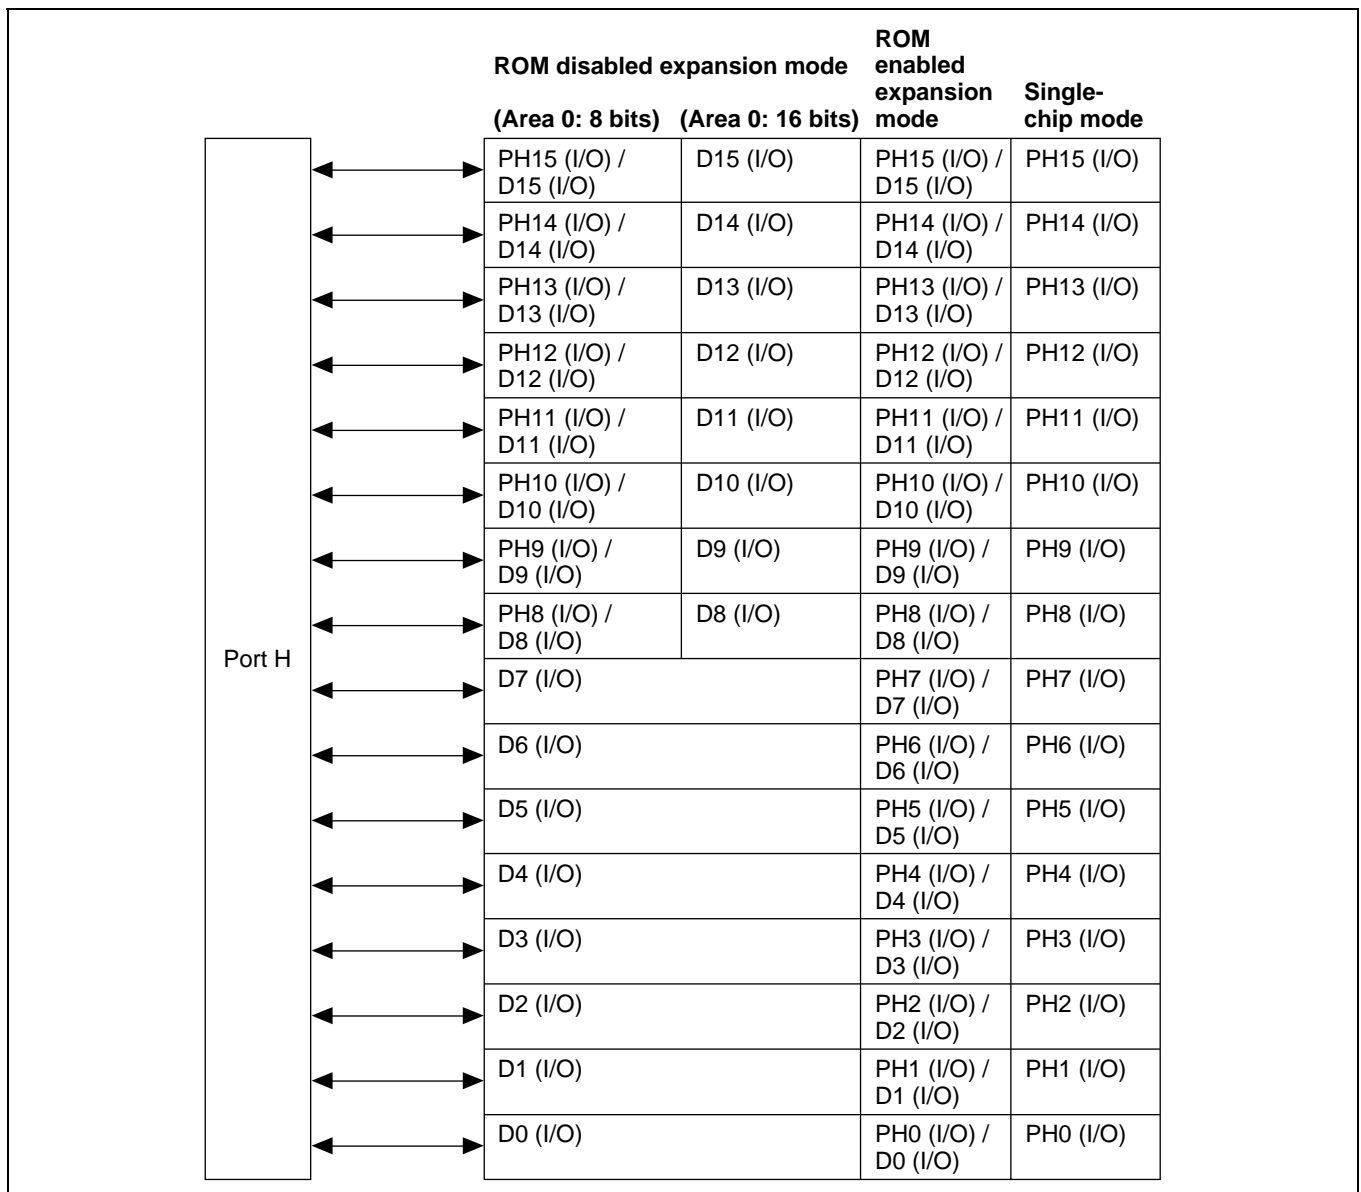 ROM disabled expansion mode
ROM
enabled
expansion
mode
Single-
chip mode
(Area 0: 8 bits)
(Area 0: 16 bits)
Port H
PH15 (I/O) /
D15 (I/O)
D15 (I/O)
PH15 (I/O) /
D15 (I/O)
PH15 (I/O)
PH14 (I/O) /
D14 (I/O)
D14 (I/O)
PH14 (I/O) /
D14 (I/O)
PH14 (I/O)
PH13 (I/O) /
D13 (I/O)
D13 (I/O)
PH13 (I/O) /
D13 (I/O)
PH13 (I/O)
PH12 (I/O) /
D12 (I/O)
D12 (I/O)
PH12 (I/O) /
D12 (I/O)
PH12 (I/O)
PH11 (I/O) /
D11 (I/O)
D11 (I/O)
PH11 (I/O) /
D11 (I/O)
PH11 (I/O)
PH10 (I/O) /
D10 (I/O)
D10 (I/O)
PH10 (I/O) /
D10 (I/O)
PH10 (I/O)
PH9 (I/O) /
D9 (I/O)
D9 (I/O)
PH9 (I/O) /
D9 (I/O)
PH9 (I/O)
PH8 (I/O) /
D8 (I/O)
D8 (I/O)
PH8 (I/O) /
D8 (I/O)
PH8 (I/O)
D7 (I/O)
PH7 (I/O) /
D7 (I/O)
PH7 (I/O)
D6 (I/O)
PH6 (I/O) /
D6 (I/O)
PH6 (I/O)
D5 (I/O)
PH5 (I/O) /
D5 (I/O)
PH5 (I/O)
D4 (I/O)
PH4 (I/O) /
D4 (I/O)
PH4 (I/O)
D3 (I/O)
PH3 (I/O) /
D3 (I/O)
PH3 (I/O)
D2 (I/O)
PH2 (I/O) /
D2 (I/O)
PH2 (I/O)
D1 (I/O)
PH1 (I/O) /
D1 (I/O)
PH1 (I/O)
D0 (I/O)
PH0 (I/O) /
D0 (I/O)
PH0 (I/O)